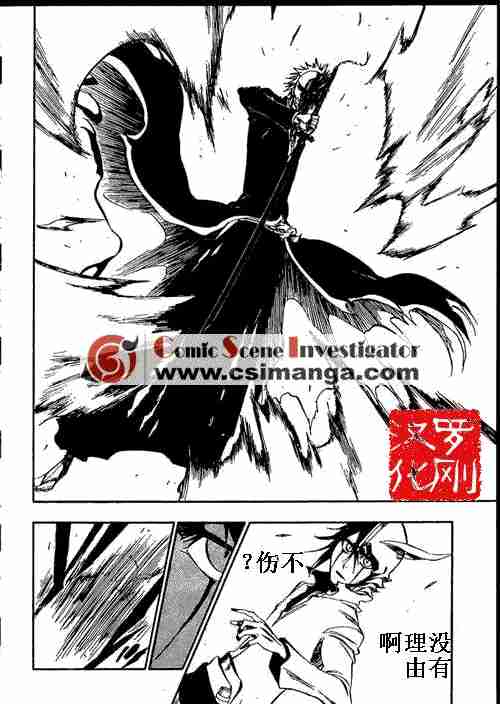 Comic Scene Investigator
www.csimanga.com
罗刚
汉化
不伤?
没有
理由
啊